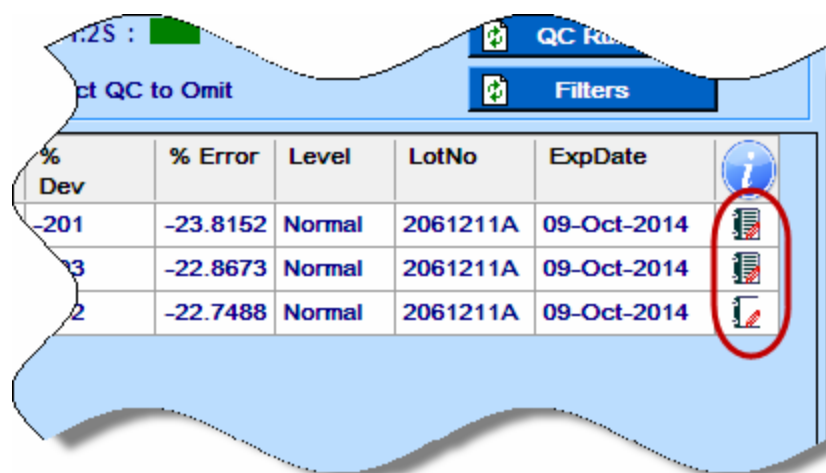 :2S :
QC
ct QC to Omit
Filters
% Dev
% Error
Level
LotNo
ExpDate
-201
-23.8152
Normal
2061211A
09-Oct-2014
-22.8673
Normal
2061211A
09-Oct-2014
2
-22.7488
Normal
2061211A
09-Oct-2014